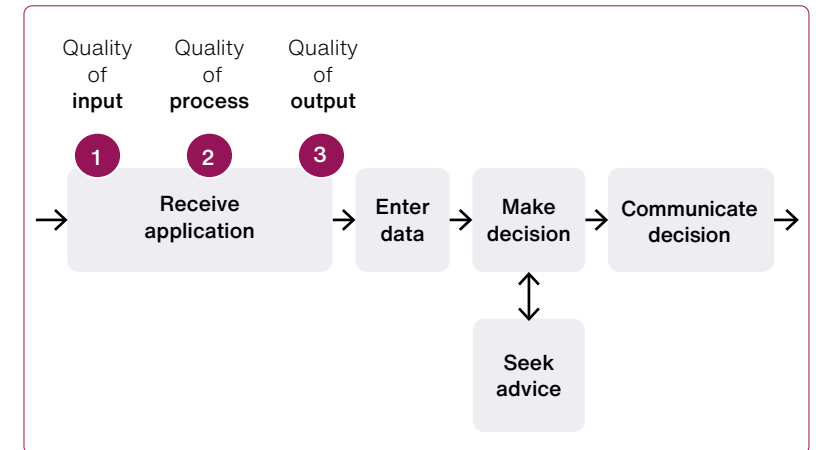 Quality
of
input
Quality
of
process
Quality
of
output
1
2
3
Receive
application
Enter
data
Make
decision
Communicate
decision
Seek
advice